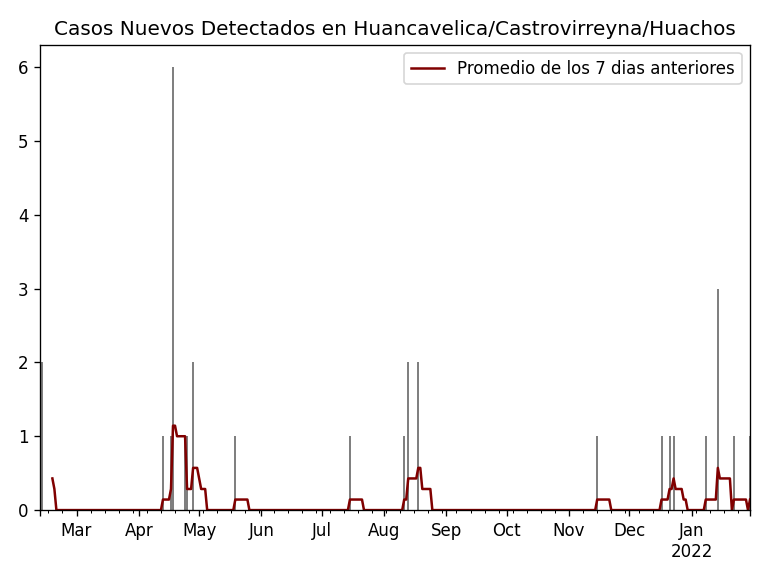 Casos Nuevos Detectados en Huancavelica/Castrovirreyna/Huachos
Promedio de los 7 dias anteriores
6
5
4
3
2
1
0
Mar Apr May Jun Jul Aug Sep Oct Nov Dec Jan
2022